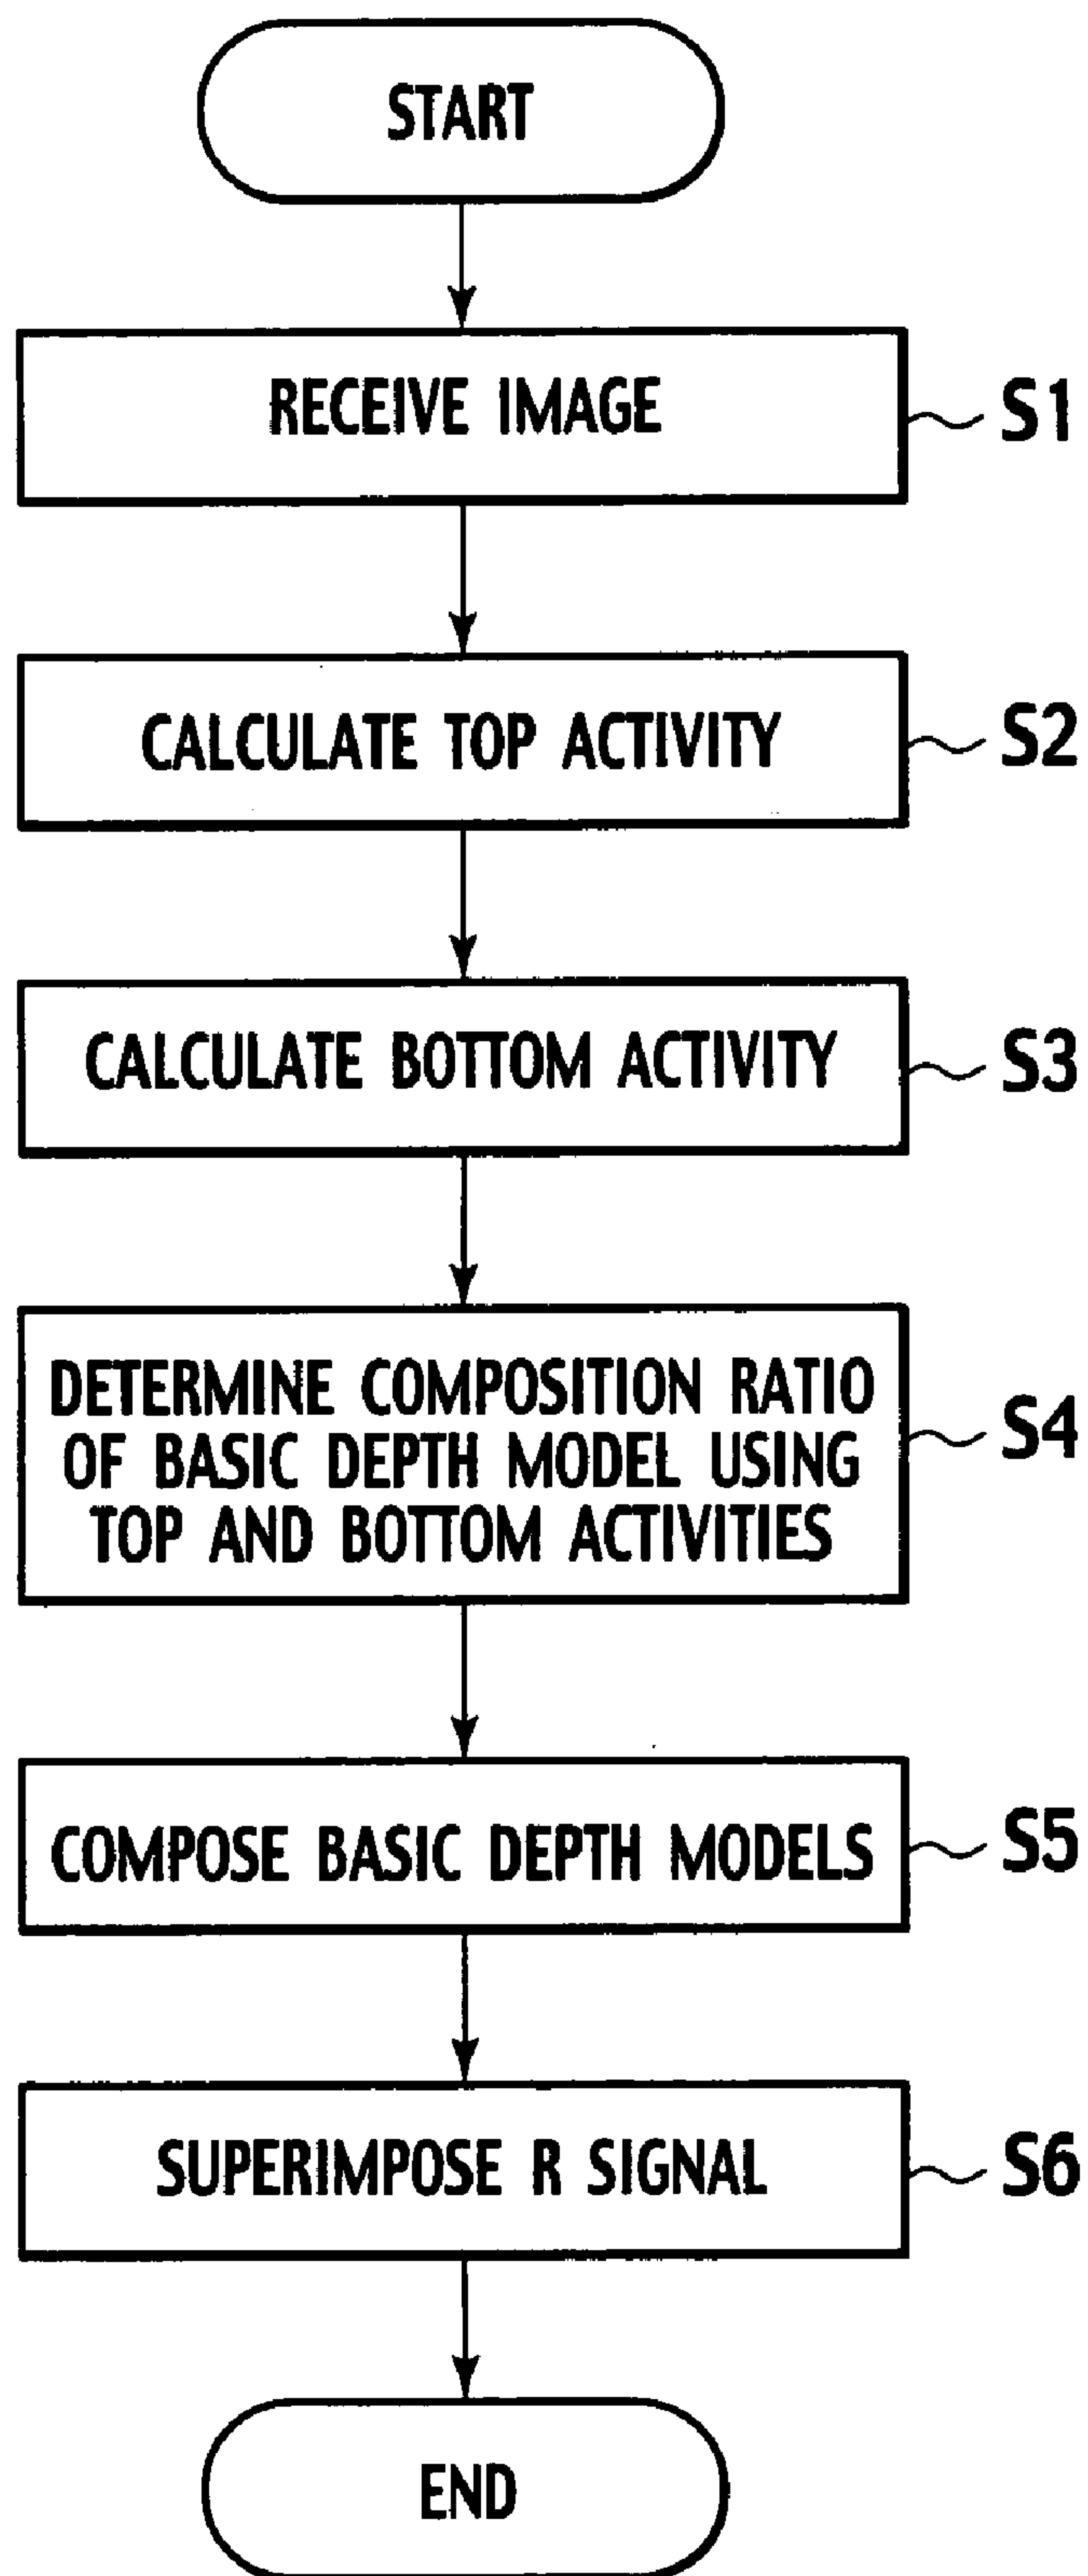 START
RECEIVE IMAGE
S1
CALCULATE TOP ACTIVITY
S2
CALCULATE BOTTOM ACTIVITY
S3
DETERMINE COMPOSITION RATIO
OF BASIC DEPTH MODEL USING
TOP AND BOTTOM ACTIVITIES
S4
COMPOSE BASIC DEPTH MODELS
S5
SUPERIMPOSE R SIGNAL
S6
END